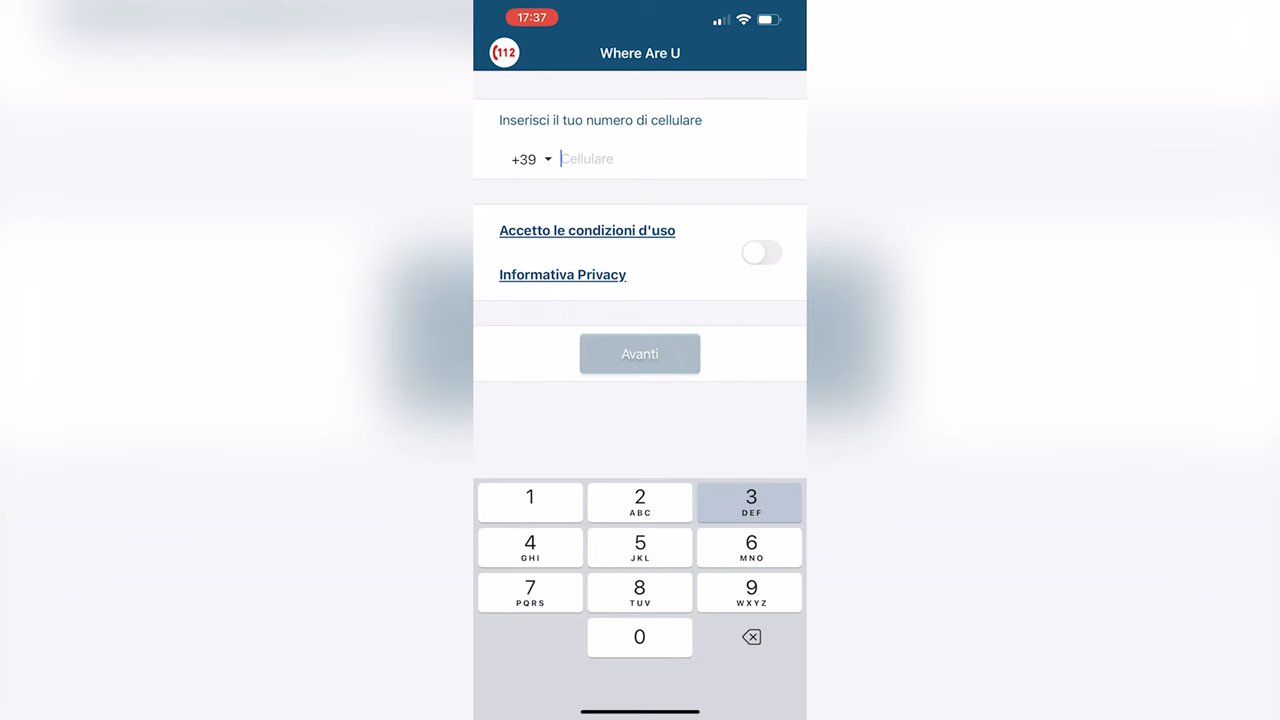 17:37
112
Where Are U
Inserisci il tuo numero di cellulare
+39 Cellulare
Accetto le condizioni d'uso
Informativa Privacy
Avanti
1 2 3
ABC DEF
4 5 6
GHI JKL MNO
7 8 9
PQRS TUV WXYZ
0